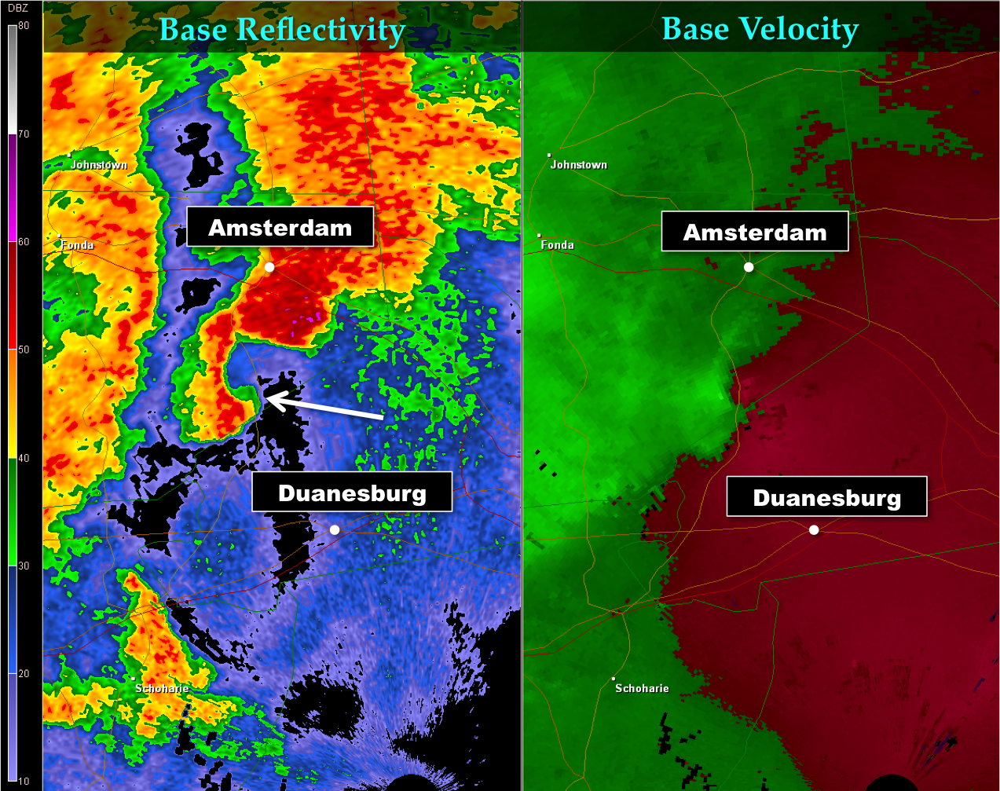 DBZ
Base Reflectivity
Base Velocity
80
70
Johnstown
Johnstown
Amsterdam
Amsterdam
60
Fonda
Fonda
50
40
Duanesburg
Duanesburg
30
20
Schoharie
Schoharie
10